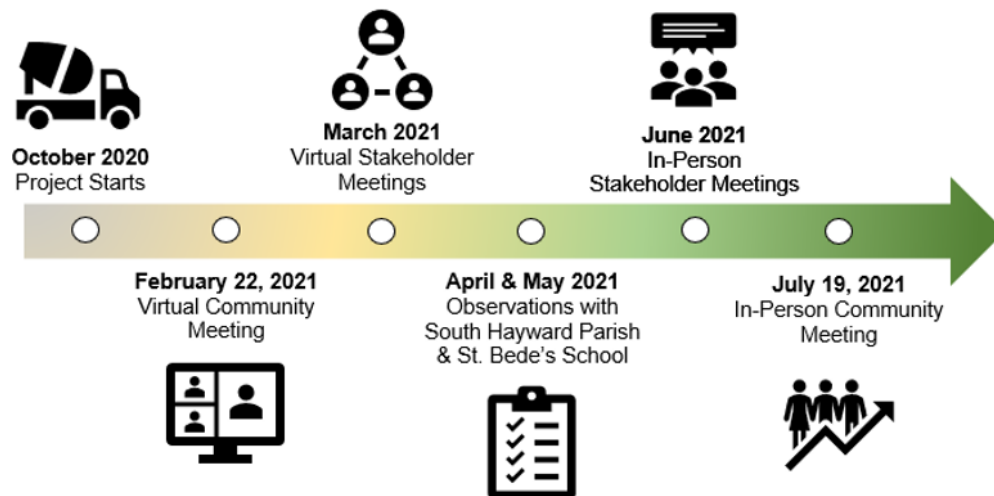 October 2020
Project Starts
February 22, 2021
Virtual Community
Meeting
March 2021
Virtual Stakeholder
Meetings
April & May 2021
Observations with
South Hayward Parish
& St. Bede's School
June 2021
In-Person
Stakeholder Meetings
July 19, 2021
In-Person Community
Meeting